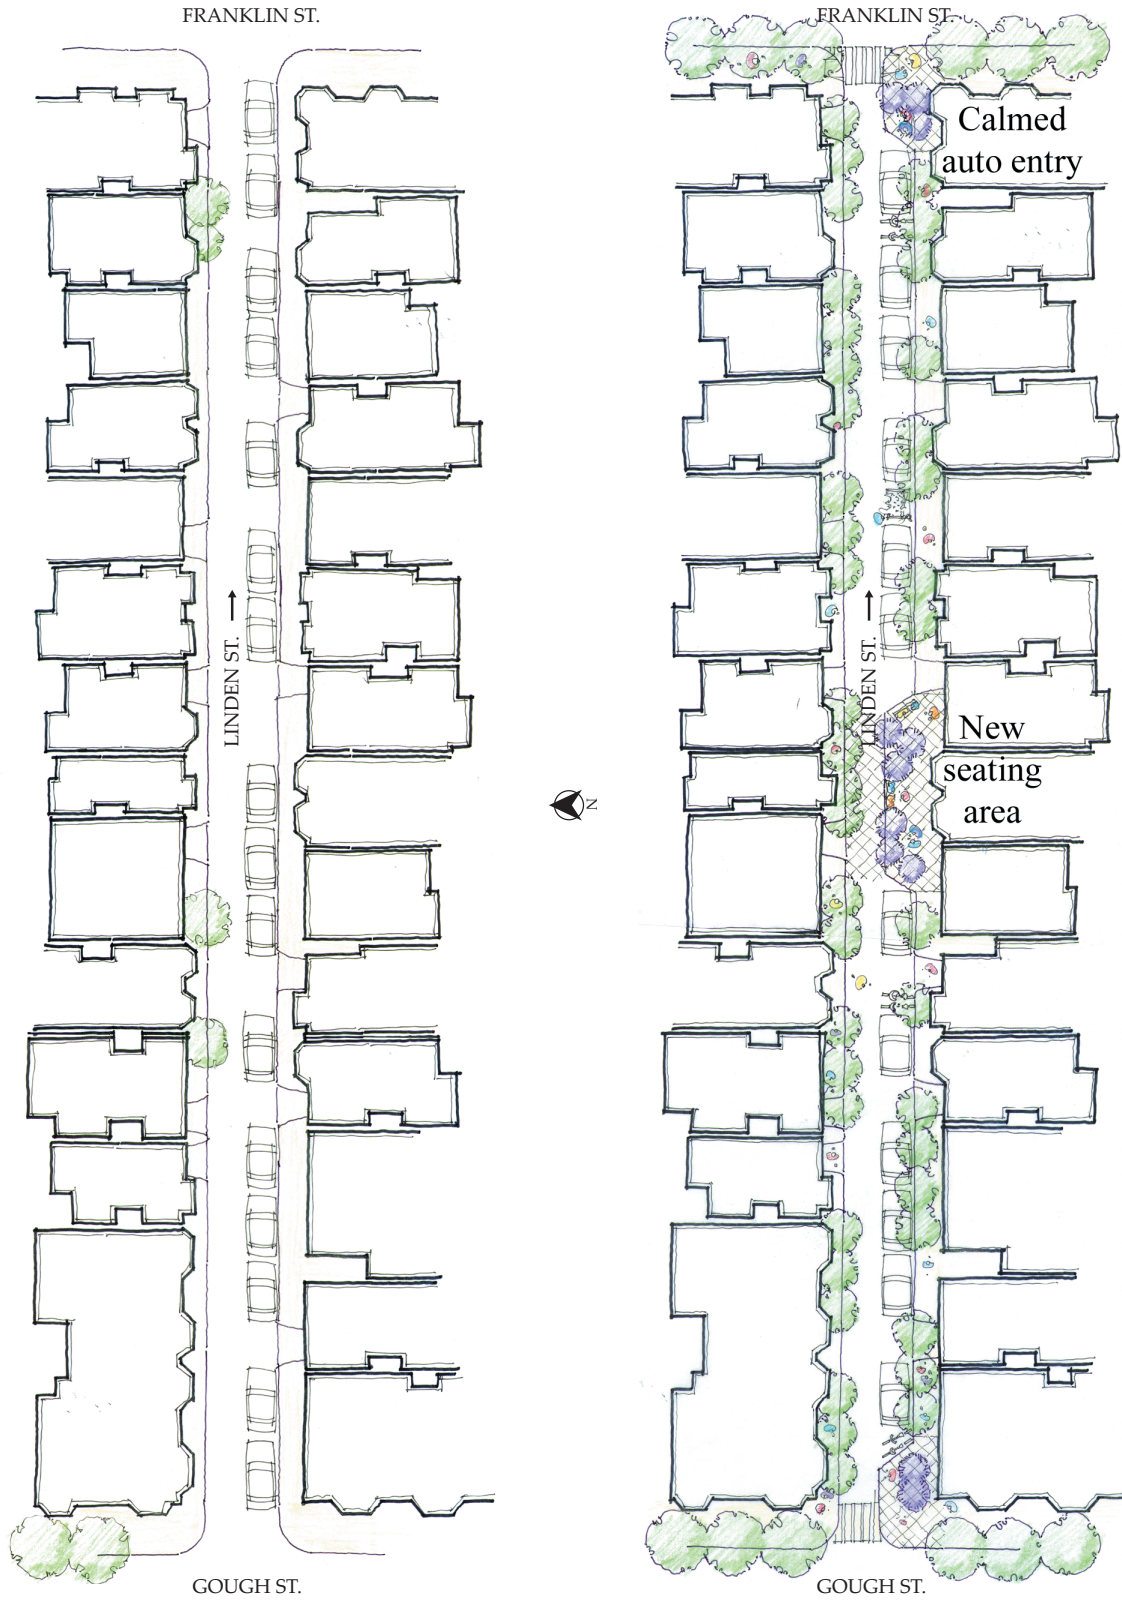 FRANKLIN ST.
FRANKLIN ST.
Calmed
auto entry
LINDEN ST.
LINDEN ST.
New
seating
area
N
GOUGH ST.
GOUGH ST.